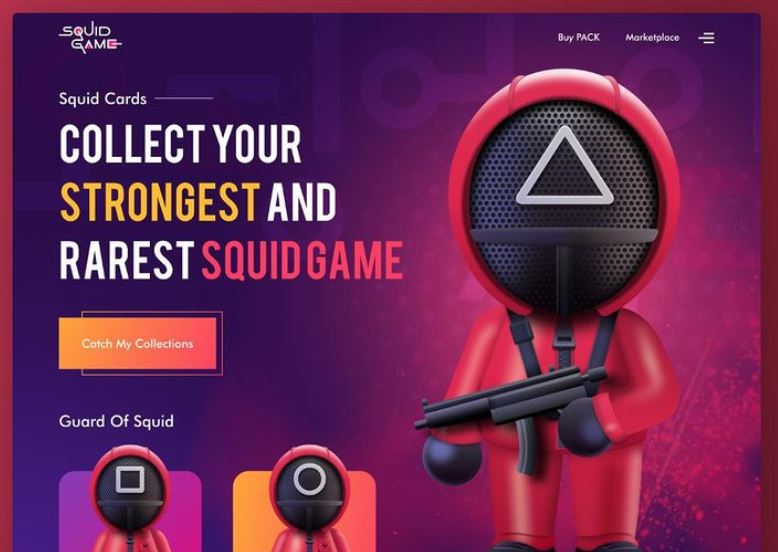 SQUID
GAME
Buy PACK
Marketplace
Squid Cards
COLLECT YOUR
STRONGEST AND
RAREST SQUID GAME
Catch My Collections
Guard Of Squid